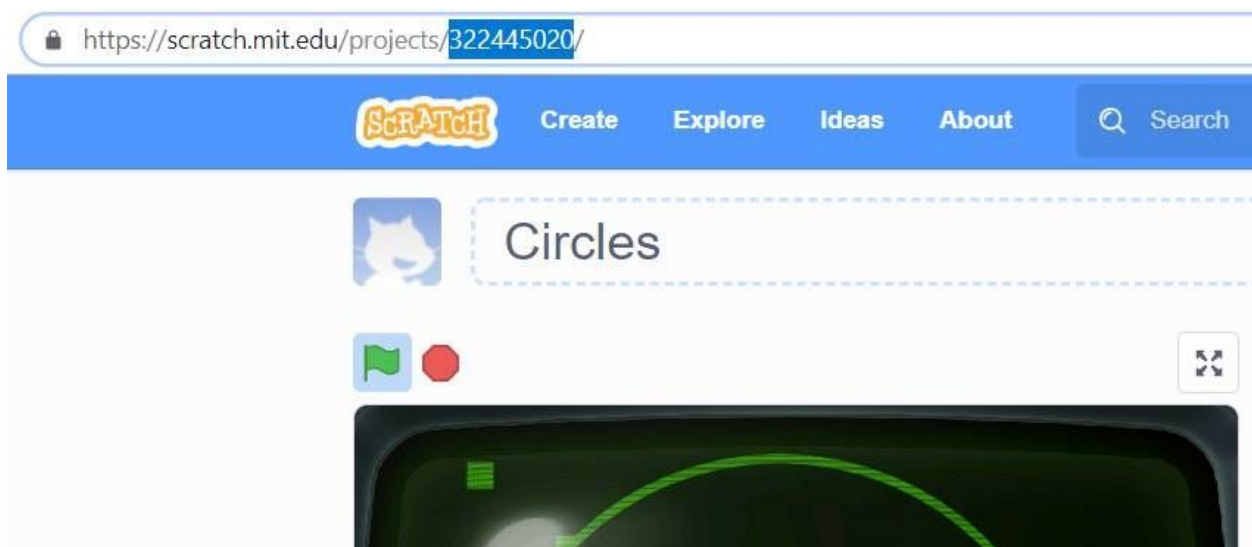 https://scratch.mit.edu/projects/322445020/
SCRATCH Create Explore Ideas About Search
Circles